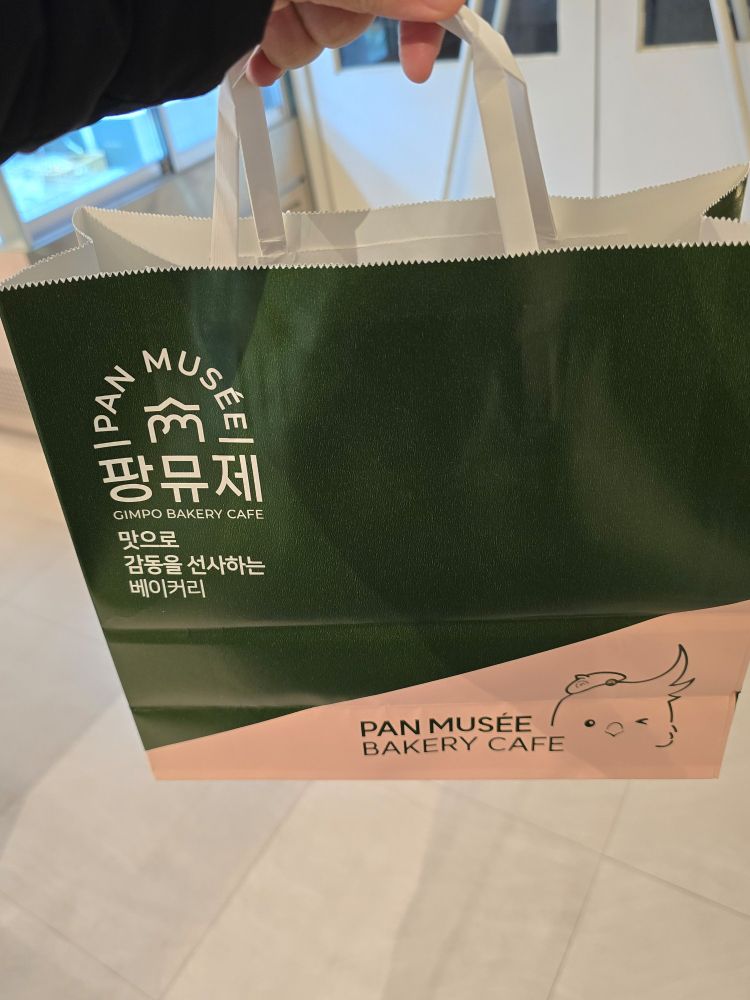 PAN MUSÉE
팡뮤제
GIMPO BAKERY CAFE
맛으로
감동을 선사하는
베이커리
PAN MUSÉE
BAKERY CAFE